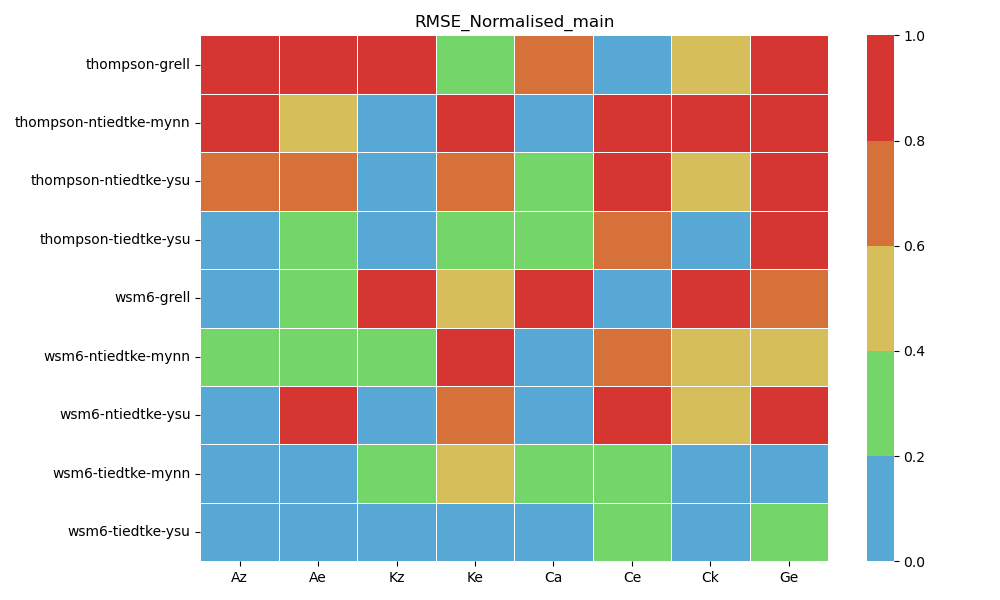 RMSE_Normalised_main
thompson-grell
thompson-ntiedtke-mynn
thompson-ntiedtke-ysu
thompson-tiedtke-ysu
wsm6-grell
wsm6-ntiedtke-mynn
wsm6-ntiedtke-ysu
wsm6-tiedtke-mynn
wsm6-tiedtke-ysu
Az Ae Kz Ke Ca Ce Ck Ge
1.0
0.8
0.6
0.4
0.2
0.0